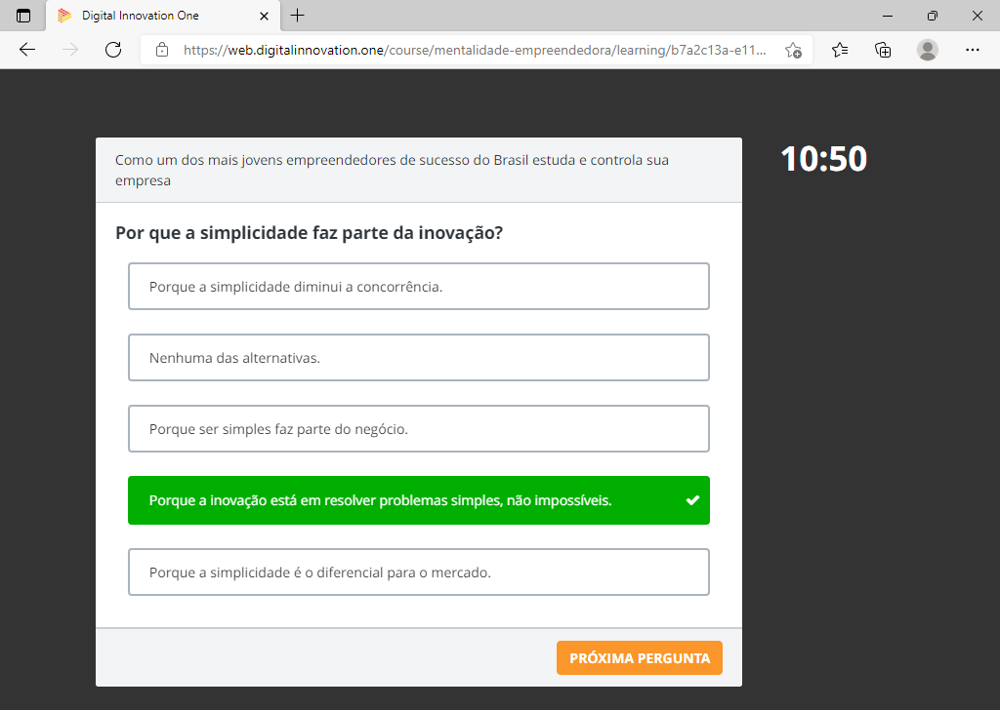 Digital Innovation One
https://web.digitalinnovation.one/course/mentalidade-empreendedora/learning/b7a2c13a-e11...
Como um dos mais jovens empreendedores de sucesso do Brasil estuda e controla sua
empresa
10:50
Por que a simplicidade faz parte da inovação?
Porque a simplicidade diminui a concorrência.
Nenhuma das alternativas.
Porque ser simples faz parte do negócio.
Porque a inovação está em resolver problemas simples, não impossíveis.
Porque a simplicidade é o diferencial para o mercado.
PRÓXIMA PERGUNTA